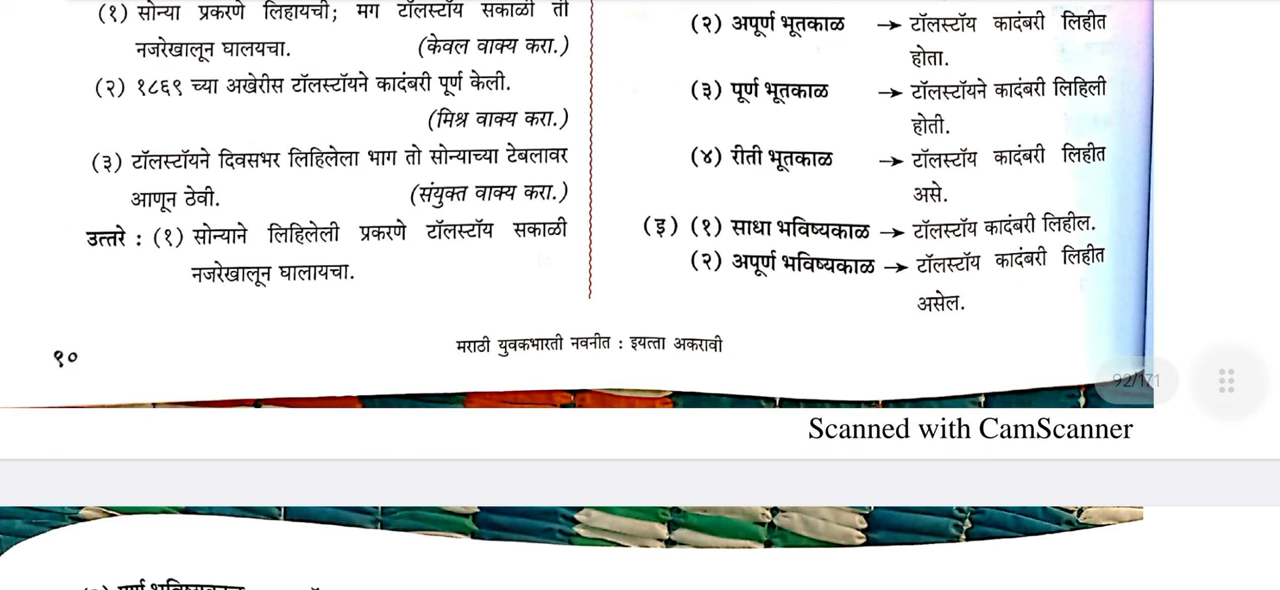 (१) सोन्या प्रकरणे लिहायची; मग टॉलस्टॉय सकाळी ती
नजरेखालून घालयचा. (केवल वाक्य करा.)
(२) १८६९ च्या अखेरीस टॉलस्टॉयने कादंबरी पूर्ण केली.
(मिश्र वाक्य करा.)
(३) टॉलस्टॉयने दिवसभर लिहिलेला भाग तो सोन्याच्या टेबलावर
आणून ठेवी. (संयुक्त वाक्य करा.)
उत्तरे : (१) सोन्याने लिहिलेली प्रकरणे टॉलस्टॉय सकाळी
नजरेखालून घालायचा.
(२) अपूर्ण भूतकाळ → टॉलस्टॉय कादंबरी लिहीत
होता.
(३) पूर्ण भूतकाळ → टॉलस्टॉयने कादंबरी लिहिली
होती.
(४) रीती भूतकाळ → टॉलस्टॉय कादंबरी लिहीत
असे.
(इ) (१) साधा भविष्यकाळ → टॉलस्टॉय कादंबरी लिहील.
(२) अपूर्ण भविष्यकाळ → टॉलस्टॉय कादंबरी लिहीत
असेल.
९० मराठी युवकभारती नवनीत : इयत्ता अकरावी
92/171
Scanned with CamScanner